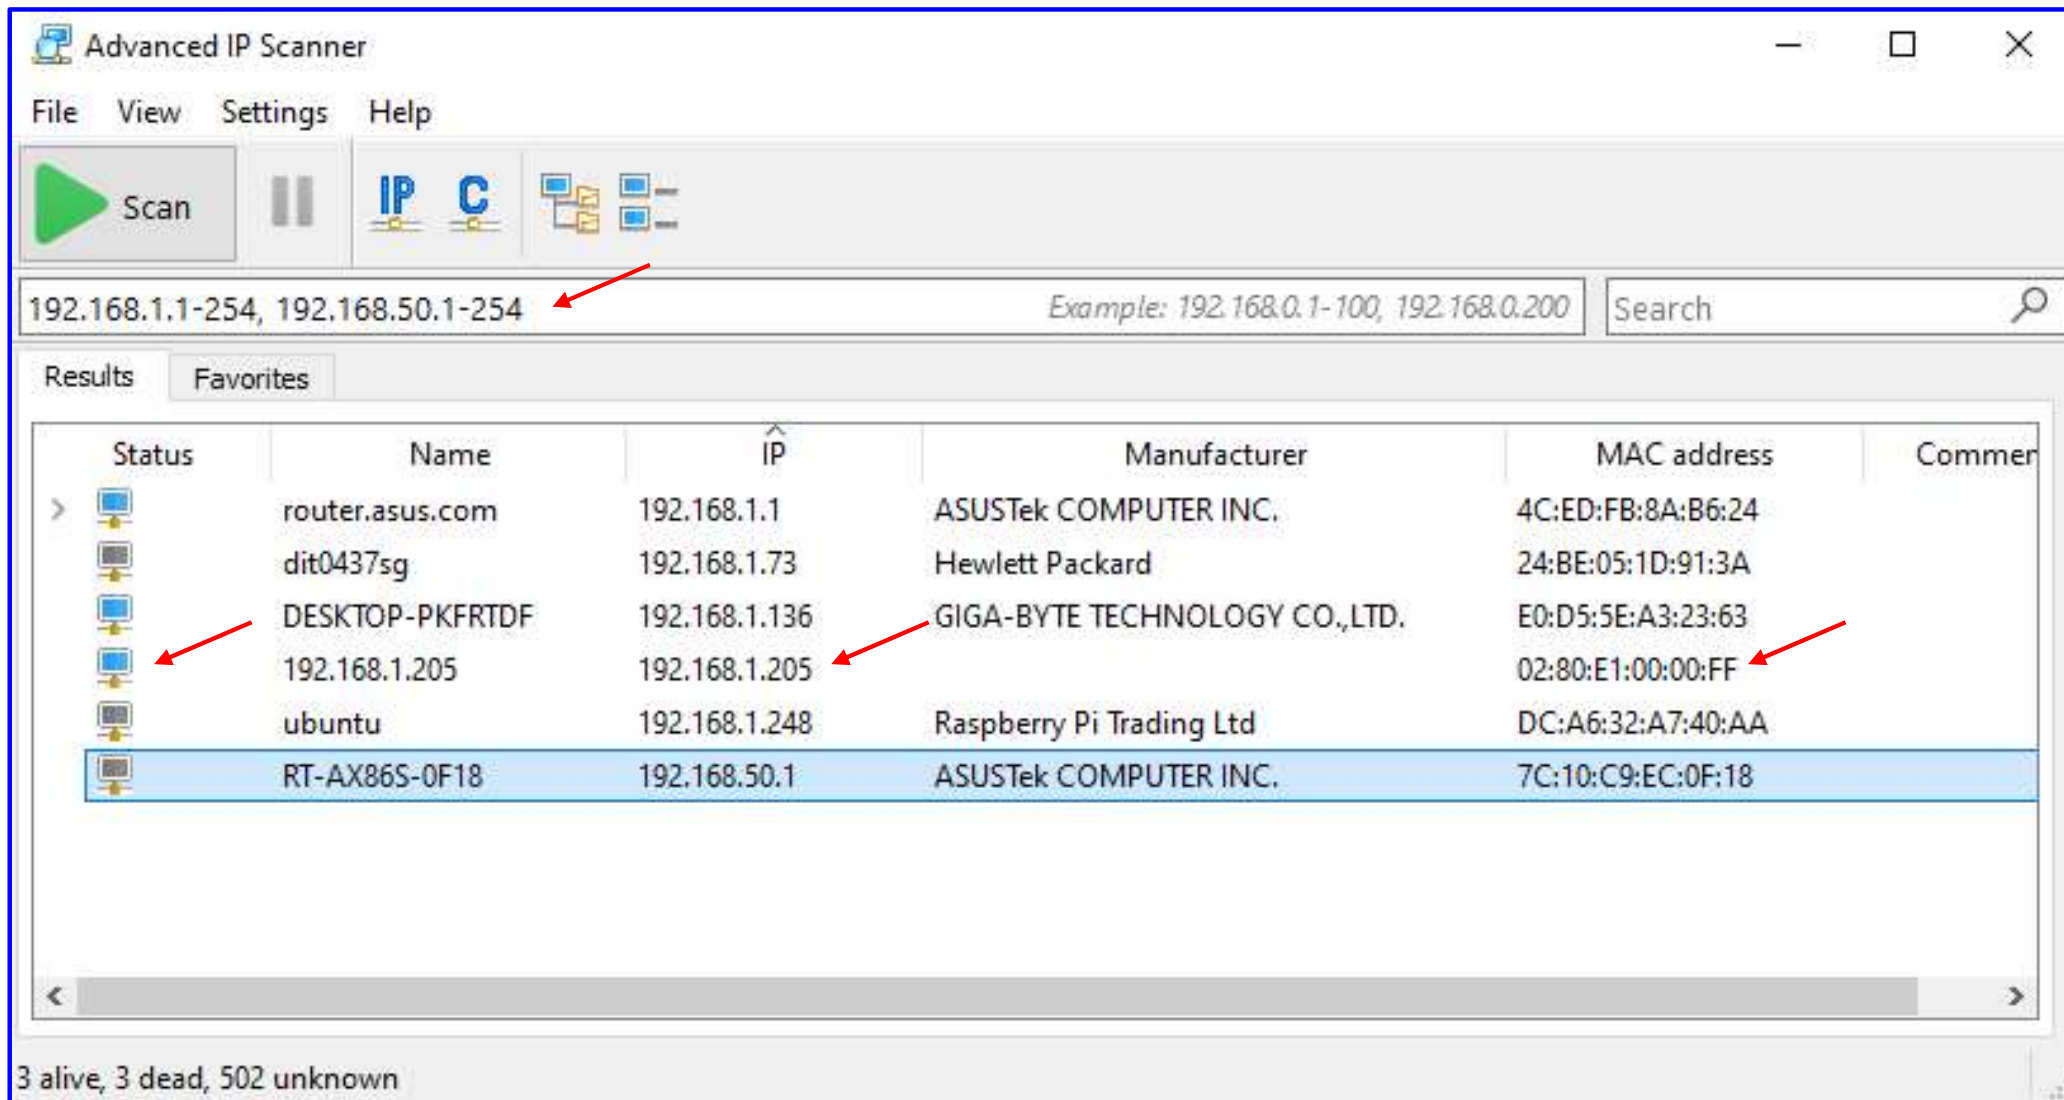 Advanced IP Scanner
File View Settings Help
Scan IP C
192.168.1.1-254, 192.168.50.1-254 Example: 192.168.0.1-100, 192.168.0.200 Search
Results Favorites
Status Name IP Manufacturer MAC address Commer
router.asus.com 192.168.1.1 ASUSTek COMPUTER INC. 4C:ED:FB:8A:B6:24
dit0437sg 192.168.1.73 Hewlett Packard 24:BE:05:1D:91:3A
DESKTOP-PKFRTDF 192.168.1.136 GIGA-BYTE TECHNOLOGY CO.,LTD. E0:D5:5E:A3:23:63
192.168.1.205 192.168.1.205 02:80:E1:00:00:FF
ubuntu 192.168.1.248 Raspberry Pi Trading Ltd DC:A6:32:A7:40:AA
RT-AX86S-0F18 192.168.50.1 ASUSTek COMPUTER INC. 7C:10:C9:EC:0F:18
3 alive, 3 dead, 502 unknown